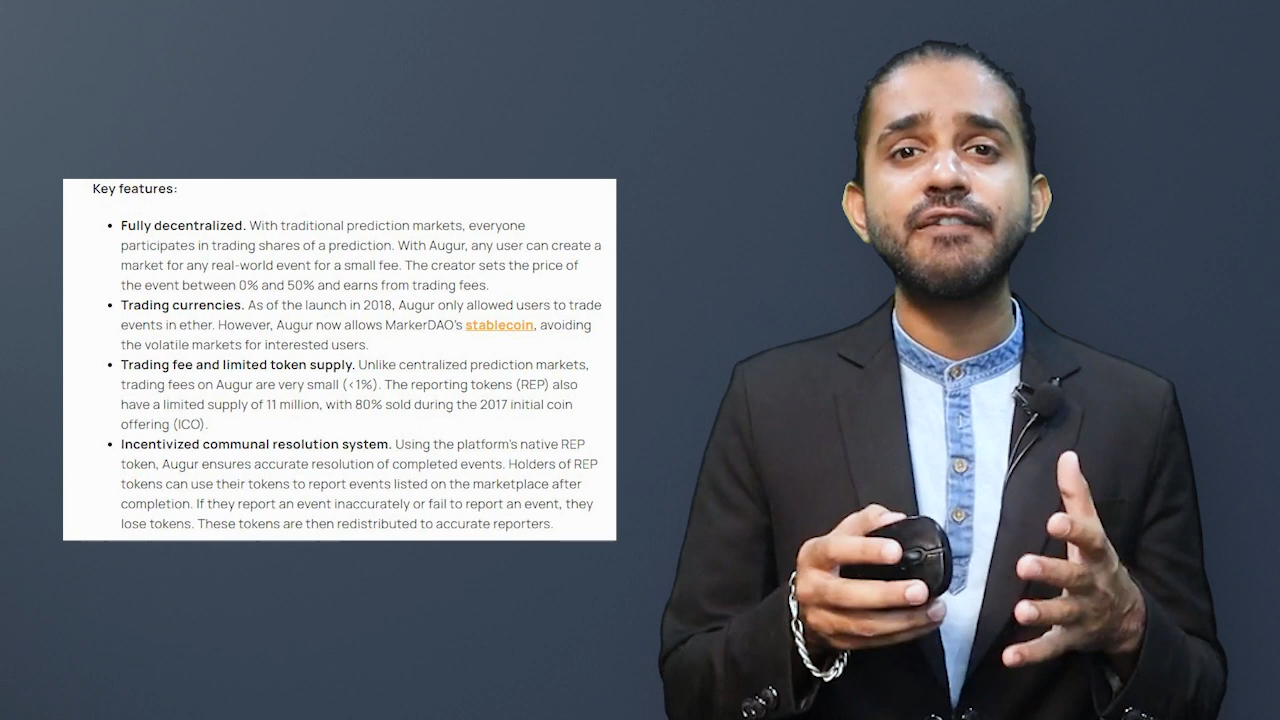 Key features:
• Fully decentralized. With traditional prediction markets, everyone
participates in trading shares of a prediction. With Augur, any user can create a
market for any real-world event for a small fee. The creator sets the price of
the event between 0% and 50% and earns from trading fees.
• Trading currencies. As of the launch in 2018, Augur only allowed users to trade
events in ether. However, Augur now allows MarkerDAO's stablecoin, avoiding
the volatile markets for interested users.
• Trading fee and limited token supply. Unlike centralized prediction markets,
trading fees on Augur are very small (<1%). The reporting tokens (REP) also
have a limited supply of 11 million, with 80% sold during the 2017 initial coin
offering (ICO).
• Incentivized communal resolution system. Using the platform's native REP
token, Augur ensures accurate resolution of completed events. Holders of REP
tokens can use their tokens to report events listed on the marketplace after
completion. If they report an event inaccurately or fail to report an event, they
lose tokens. These tokens are then redistributed to accurate reporters.